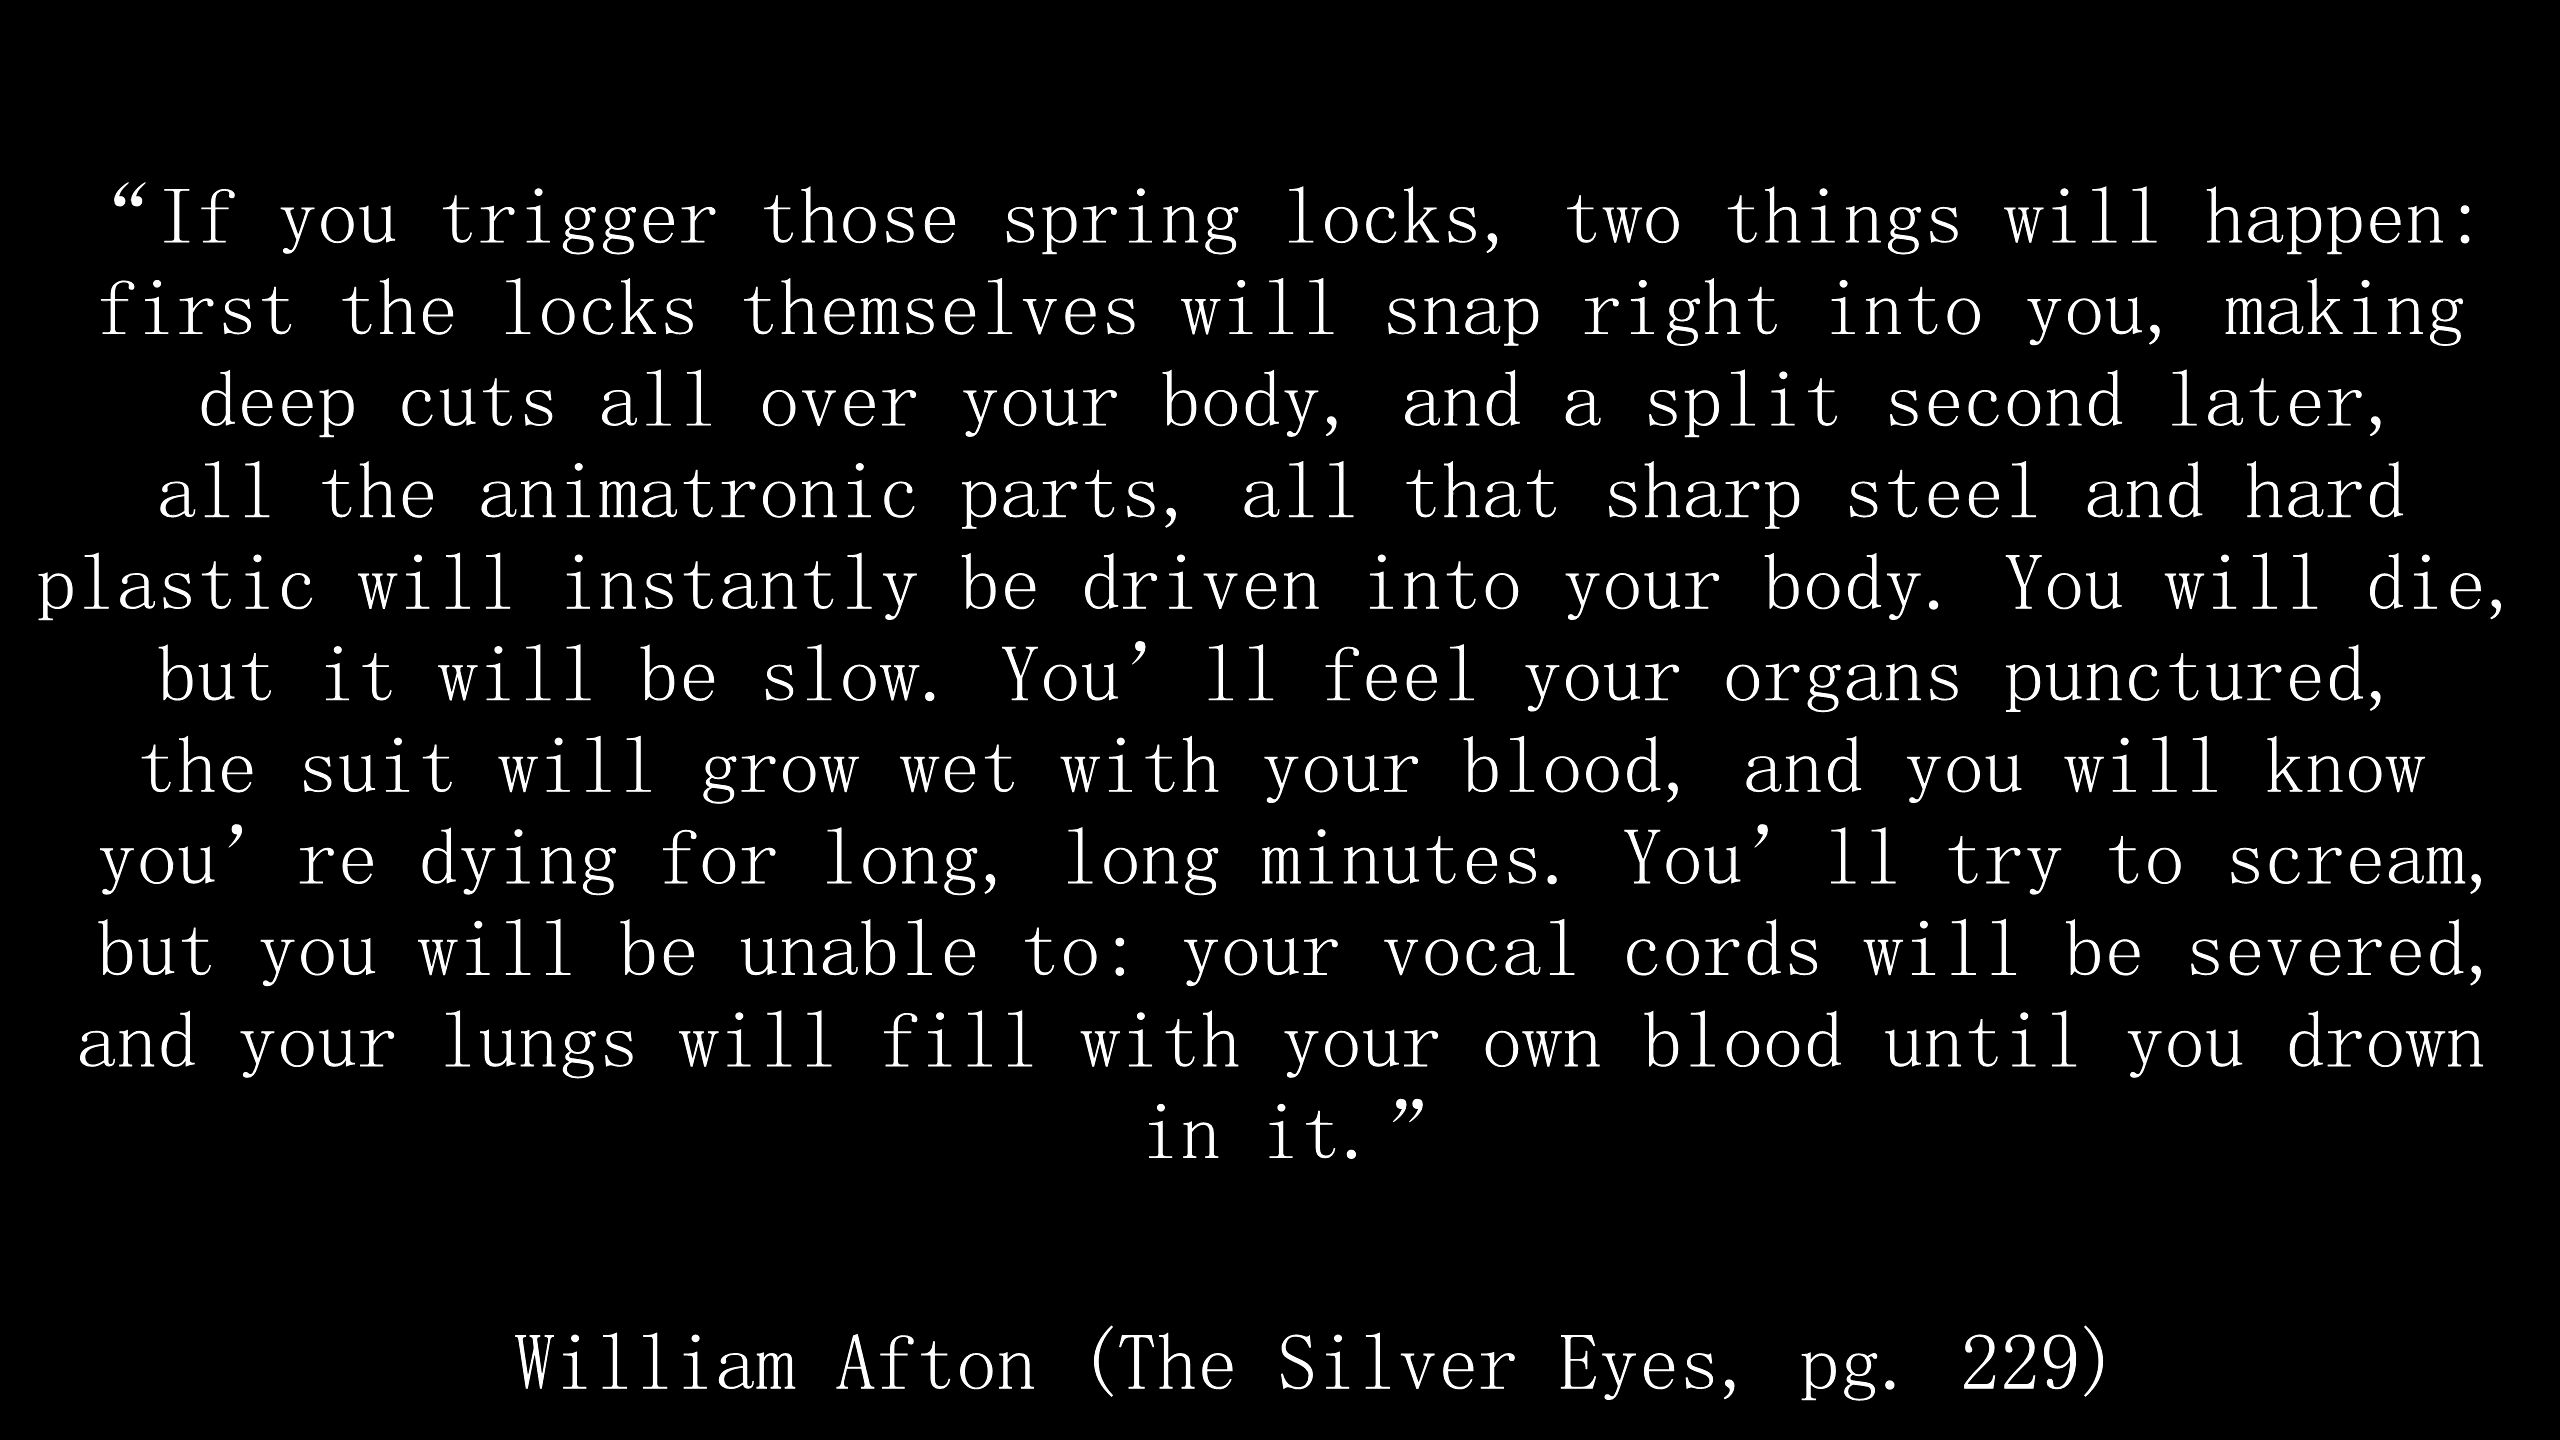 “If you trigger those spring locks, two things will happen:
first the locks themselves will snap right into you, making
deep cuts all over your body, and a split second later,
all the animatronic parts, all that sharp steel and hard
plastic will instantly be driven into your body. You will die,
but it will be slow. You’ll feel your organs punctured,
the suit will grow wet with your blood, and you will know
you’re dying for long, long minutes. You’ll try to scream,
but you will be unable to: your vocal cords will be severed,
and your lungs will fill with your own blood until you drown
in it.”
William Afton (The Silver Eyes, pg. 229)